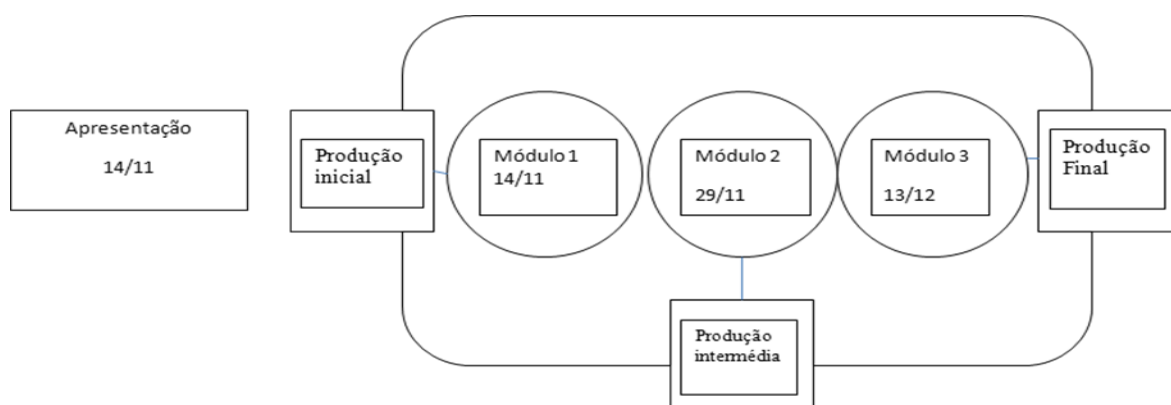 Apresentação
14/11
Produção
inicial
Módulo 1
14/11
Módulo 2
29/11
Módulo 3
13/12
Produção
Final
Produção
intermédia